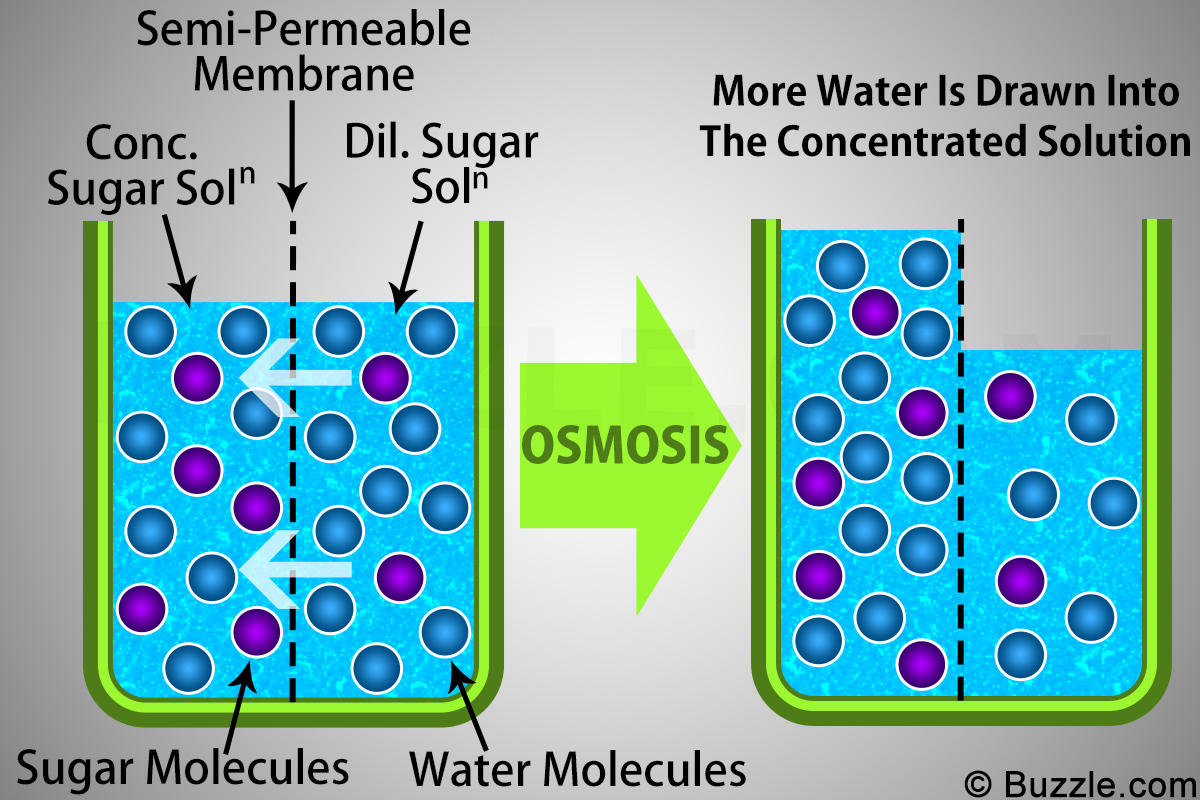 Semi-Permeable
Membrane
Conc.
Sugar Solⁿ
Dil. Sugar
Solⁿ
More Water Is Drawn Into
The Concentrated Solution
OSMOSIS
Sugar Molecules
Water Molecules
© Buzzle.com